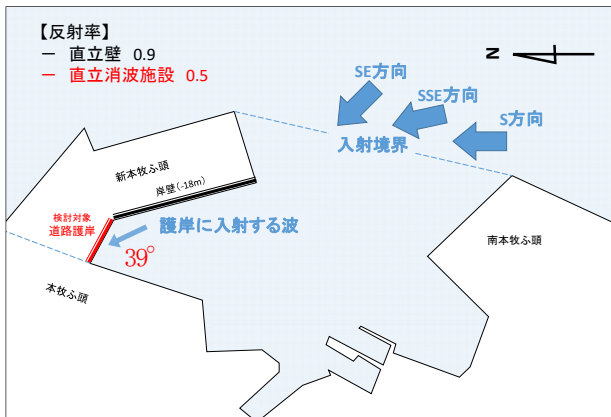 【反射率】
－ 直立壁 0.9
－ 直立消波施設 0.5
N
SE方向
SSE方向
S方向
入射境界
新本牧ふ頭
岸壁(-18m)
検討対象
道路護岸
護岸に入射する波
39°
南本牧ふ頭
本牧ふ頭